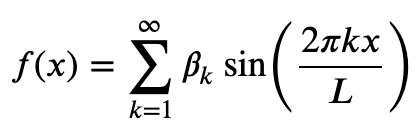 f(x) = ∑_{k=1}^{∞} β_k sin(2πkx / L)